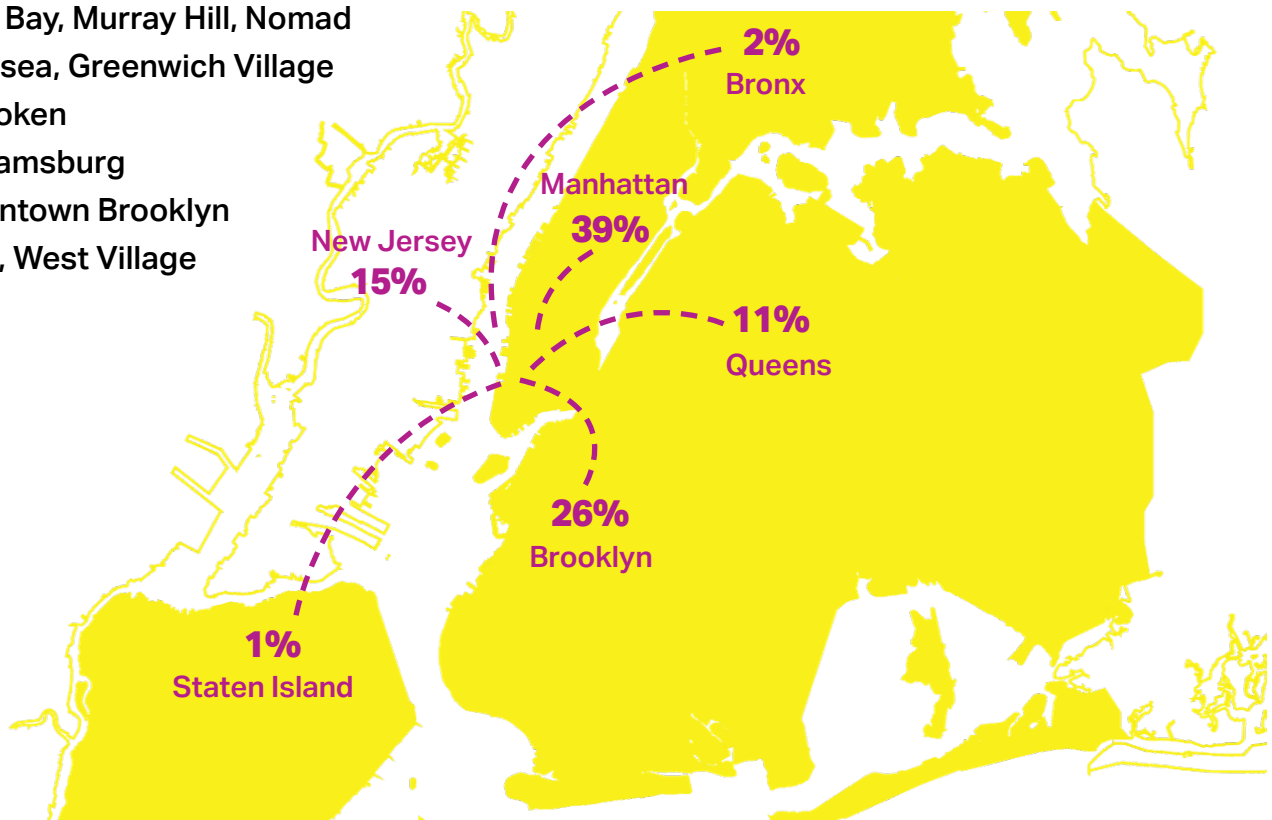 Bay, Murray Hill, Nomad
sea, Greenwich Village
oken
amsburg
ntown Brooklyn
, West Village
2%
Bronx
Manhattan
39%
New Jersey
15%
11%
Queens
26%
Brooklyn
1%
Staten Island